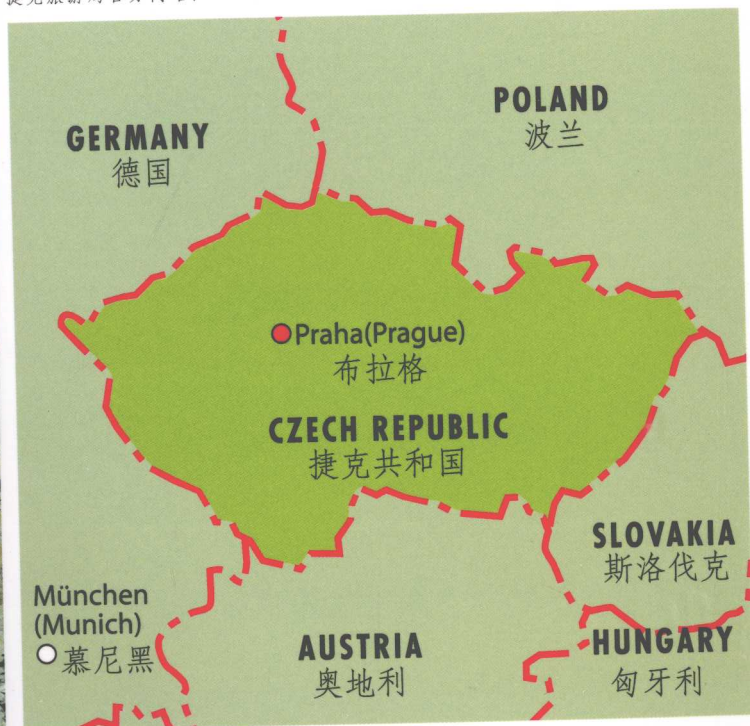 POLAND
波兰
GERMANY
德国
Praha(Prague)
布拉格
CZECH REPUBLIC
捷克共和国
SLOVAKIA
斯洛伐克
München
(Munich)
慕尼黑
AUSTRIA
奥地利
HUNGARY
匈牙利